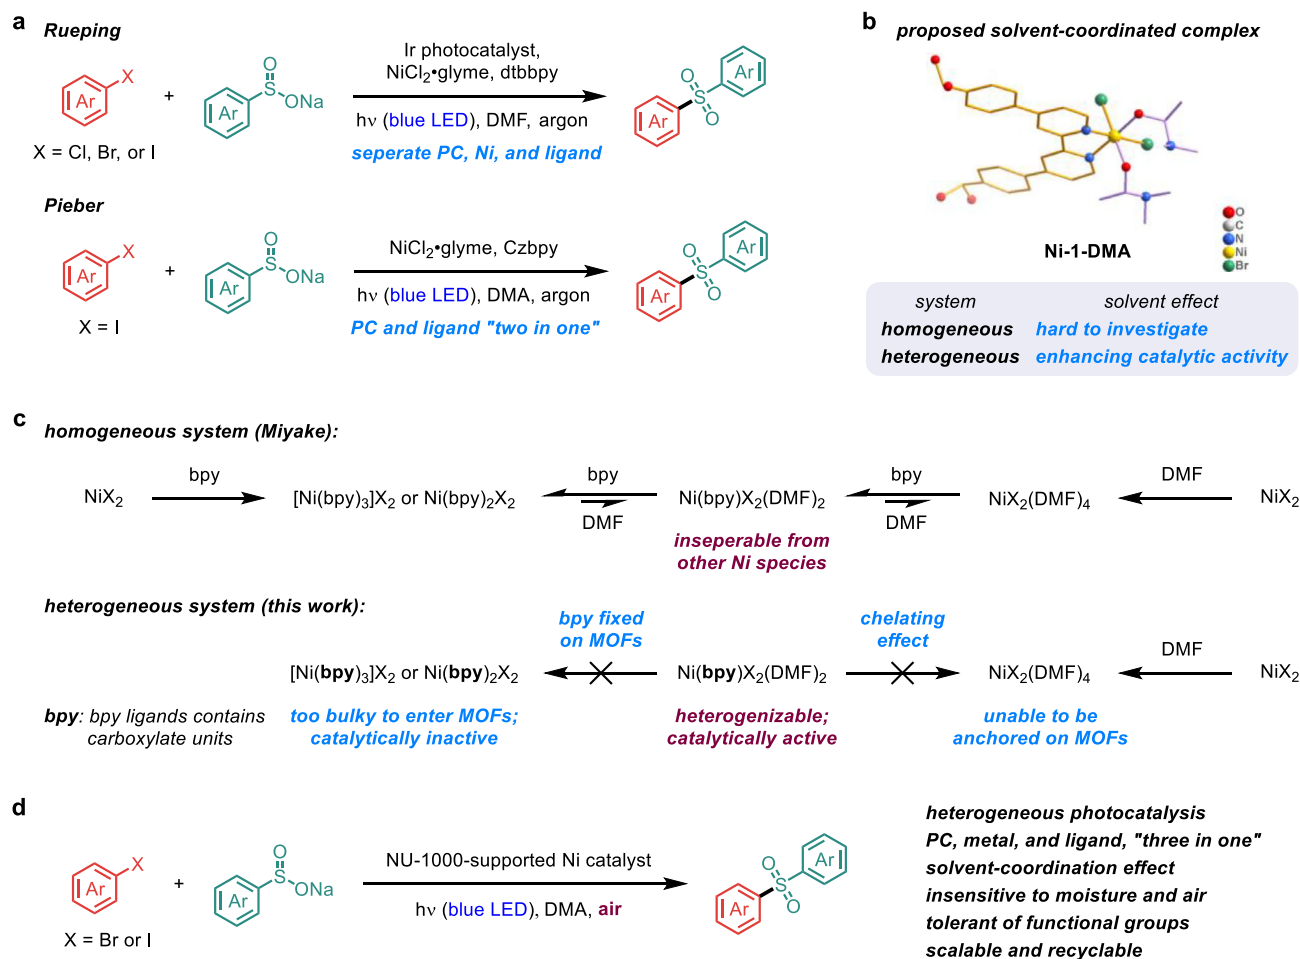 a
Rueping
X
Ar
X = Cl, Br, or I
+
Ar
O
S
ONa
Ir photocatalyst,
NiCl2•glyme, dtbbpy
hν (blue LED), DMF, argon
seperate PC, Ni, and ligand
Ar
O
S
O
Ar
Pieber
X
Ar
X = I
+
Ar
O
S
ONa
NiCl2•glyme, Czbpy
hν (blue LED), DMA, argon
PC and ligand "two in one"
Ar
O
S
O
Ar
b
proposed solvent-coordinated complex
Ni-1-DMA
O
C
N
Ni
Br
system solvent effect
homogeneous hard to investigate
heterogeneous enhancing catalytic activity
c
homogeneous system (Miyake):
NiX2
bpy
[Ni(bpy)3]X2 or Ni(bpy)2X2
bpy
DMF
Ni(bpy)X2(DMF)2
inseperable from
other Ni species
bpy
DMF
NiX2(DMF)4
DMF
NiX2
heterogeneous system (this work):
bpy: bpy ligands contains
carboxylate units
[Ni(bpy)3]X2 or Ni(bpy)2X2
too bulky to enter MOFs;
catalytically inactive
bpy fixed
on MOFs
Ni(bpy)X2(DMF)2
heterogenizable;
catalytically active
chelating
effect
NiX2(DMF)4
unable to be
anchored on MOFs
DMF
NiX2
d
X
Ar
X = Br or I
+
Ar
O
S
ONa
NU-1000-supported Ni catalyst
hν (blue LED), DMA, air
Ar
O
S
O
Ar
heterogeneous photocatalysis
PC, metal, and ligand, "three in one"
solvent-coordination effect
insensitive to moisture and air
tolerant of functional groups
scalable and recyclable